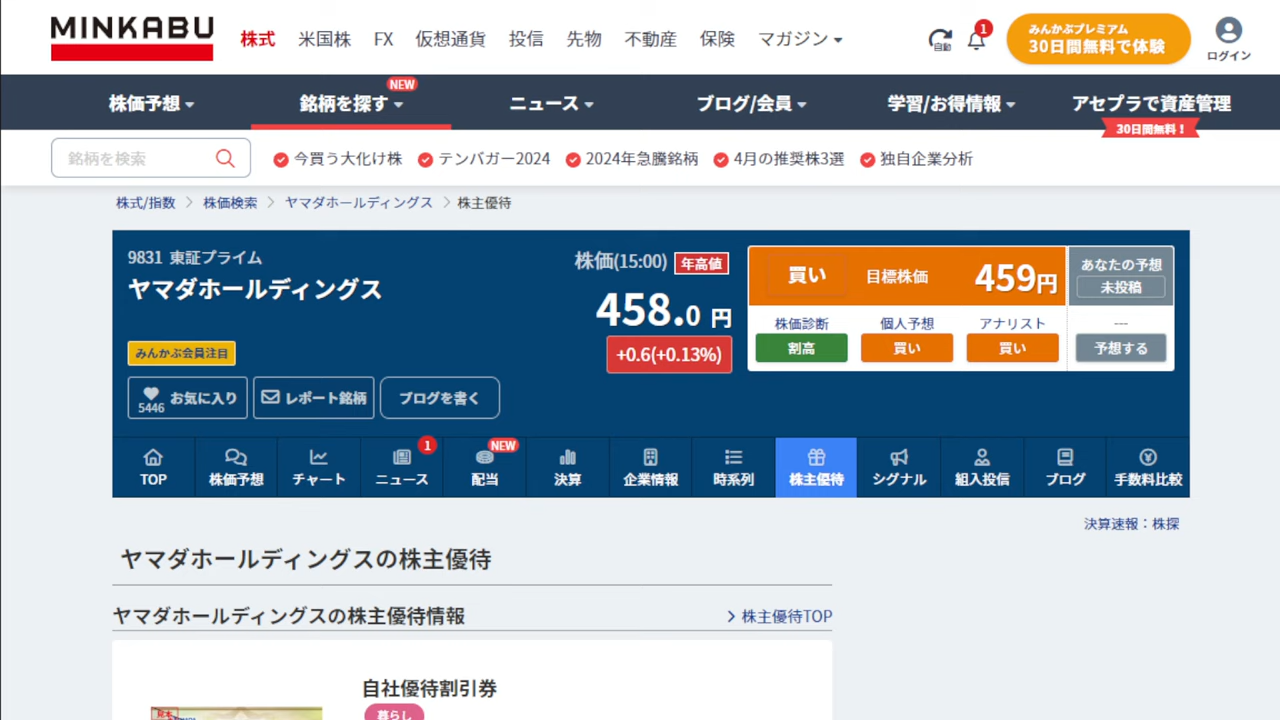 MINKABU
株式 米国株 FX 仮想通貨 投信 先物 不動産 保険 マガジン
自動
1
みんかぶプレミアム
30日間無料で体験
ログイン
株価予想 銘柄を探す NEW ニュース ブログ/会員 学習/お得情報 アセプラで資産管理
30日間無料!
銘柄を検索 今買う大化け株 テンバガー2024 2024年急騰銘柄 4月の推奨株3選 独自企業分析
株式/指数 株価検索 ヤマダホールディングス 株主優待
9831 東証プライム
ヤマダホールディングス
みんかぶ会員注目
5446 お気に入り レポート銘柄 ブログを書く
株価(15:00) 年高値
458.0 円
+0.6(+0.13%)
買い 目標株価 459円
株価診断 個人予想 アナリスト
割高 買い 買い
あなたの予想
未投稿
---
予想する
TOP 株価予想 チャート ニュース 1 配当 NEW 決算 企業情報 時系列 株主優待 シグナル 組入投信 ブログ 手数料比較
決算速報:株探
ヤマダホールディングスの株主優待
ヤマダホールディングスの株主優待情報 株主優待TOP
自社優待割引券
暮らし
見本